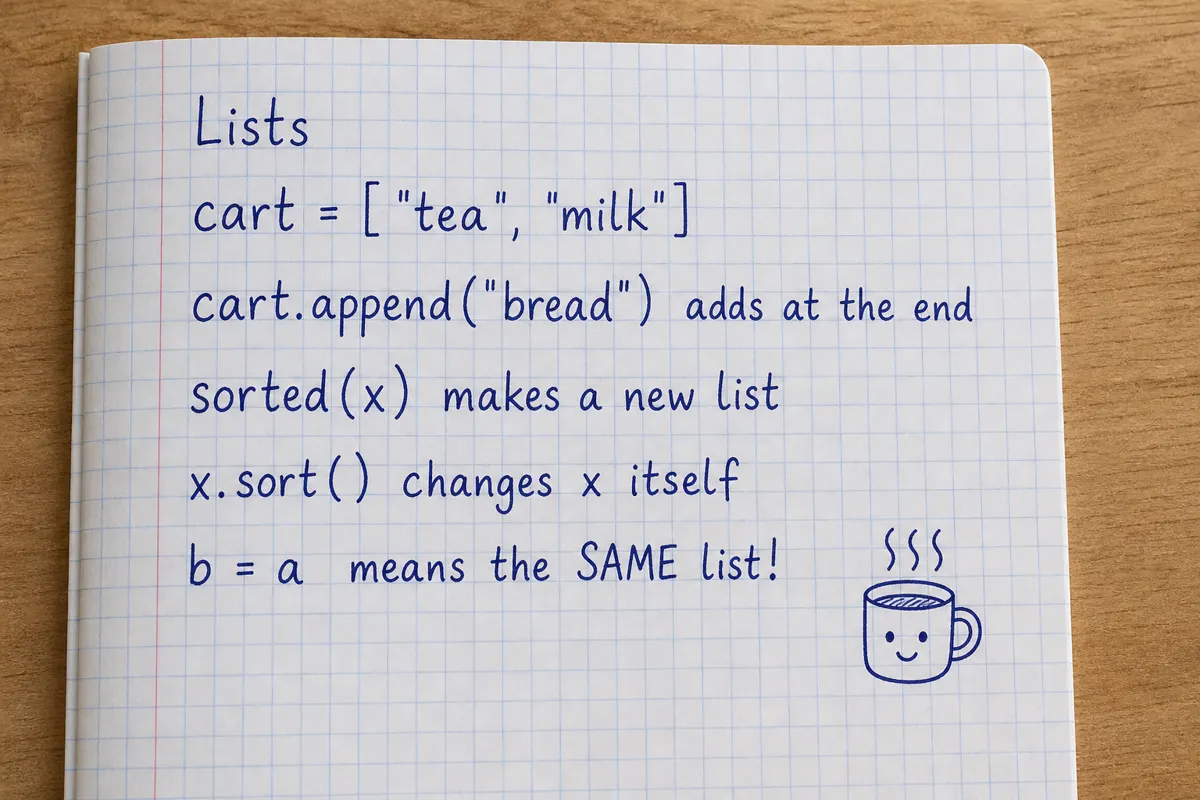 Lists
cart = [ "tea", "milk"]
cart.append("bread") adds at the end
sorted(x) makes a new list
x.sort() changes x itself
b = a means the SAME list!